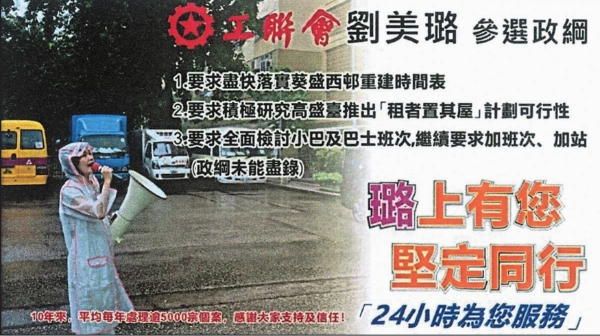 工聯會 劉美璐 參選政綱
1.要求盡快落實葵盛西邨重建時間表
2.要求積極研究高盛臺推出「租者置其屋」計劃可行性
3.要求全面檢討小巴及巴士班次,繼續要求加班次、加站
(政綱未能盡錄)
璐上有您
堅定同行
10年來，平均每年處理逾5000宗個案，感謝大家支持及信任!
「24小時為您服務」